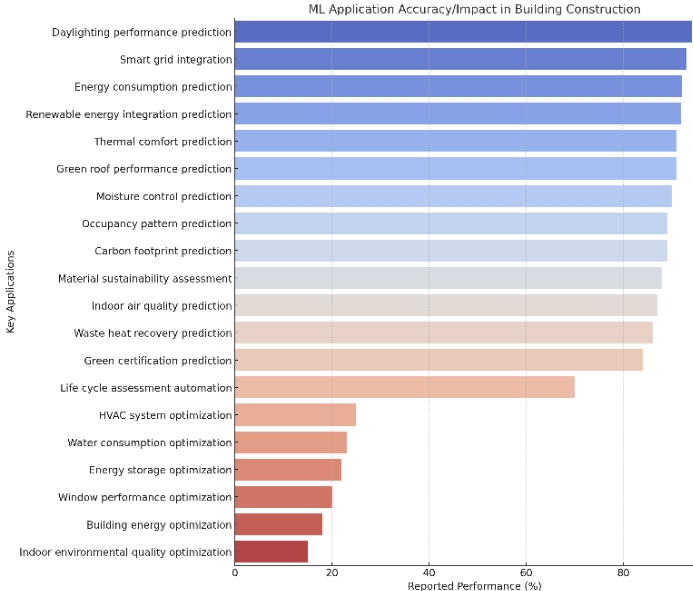 ML Application Accuracy/Impact in Building Construction
Daylighting performance prediction
Smart grid integration
Energy consumption prediction
Renewable energy integration prediction
Thermal comfort prediction
Green roof performance prediction
Moisture control prediction
Occupancy pattern prediction
Carbon footprint prediction
Material sustainability assessment
Indoor air quality prediction
Waste heat recovery prediction
Green certification prediction
Life cycle assessment automation
HVAC system optimization
Water consumption optimization
Energy storage optimization
Window performance optimization
Building energy optimization
Indoor environmental quality optimization
Key Applications
0 20 40 60 80
Reported Performance (%)